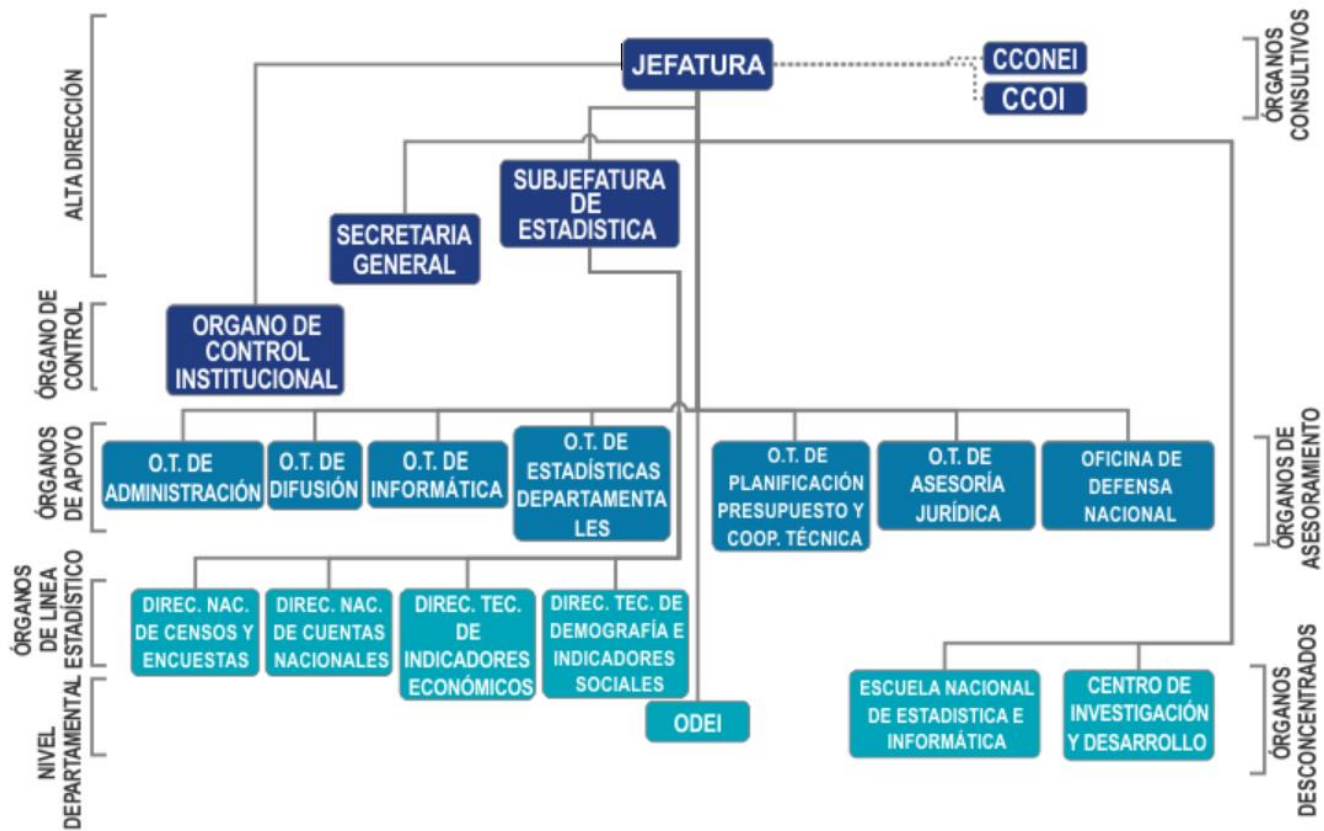 ALTA DIRECCIÓN
JEFATURA
CCONEI
CCOI
ÓRGANOS
CONSULTIVOS
SUBJEFATURA
DE
ESTADISTICA
SECRETARIA
GENERAL
ÓRGANO DE
CONTROL
ORGANO DE
CONTROL
INSTITUCIONAL
ÓRGANOS
DE APOYO
O.T. DE
ADMINISTRACIÓN
O.T. DE
DIFUSIÓN
O.T. DE
INFORMÁTICA
O.T. DE
ESTADÍSTICAS
DEPARTAMENTA
LES
O.T. DE
PLANIFICACIÓN
PRESUPUESTO Y
COOP. TÉCNICA
O.T. DE
ASESORÍA
JURÍDICA
OFICINA DE
DEFENSA
NACIONAL
ÓRGANOS DE
ASESORAMIENTO
ÓRGANOS
DE LINEA
ESTADÍSTICO
DIREC. NAC.
DE CENSOS Y
ENCUESTAS
DIREC. NAC.
DE CUENTAS
NACIONALES
DIREC. TEC.
DE
INDICADORES
ECONÓMICOS
DIREC. TEC. DE
DEMOGRAFÍA E
INDICADORES
SOCIALES
NIVEL
DEPARTAMENTAL
ODEI
ESCUELA NACIONAL
DE ESTADISTICA E
INFORMÁTICA
CENTRO DE
INVESTIGACIÓN
Y DESARROLLO
ÓRGANOS
DESCONCENTRADOS